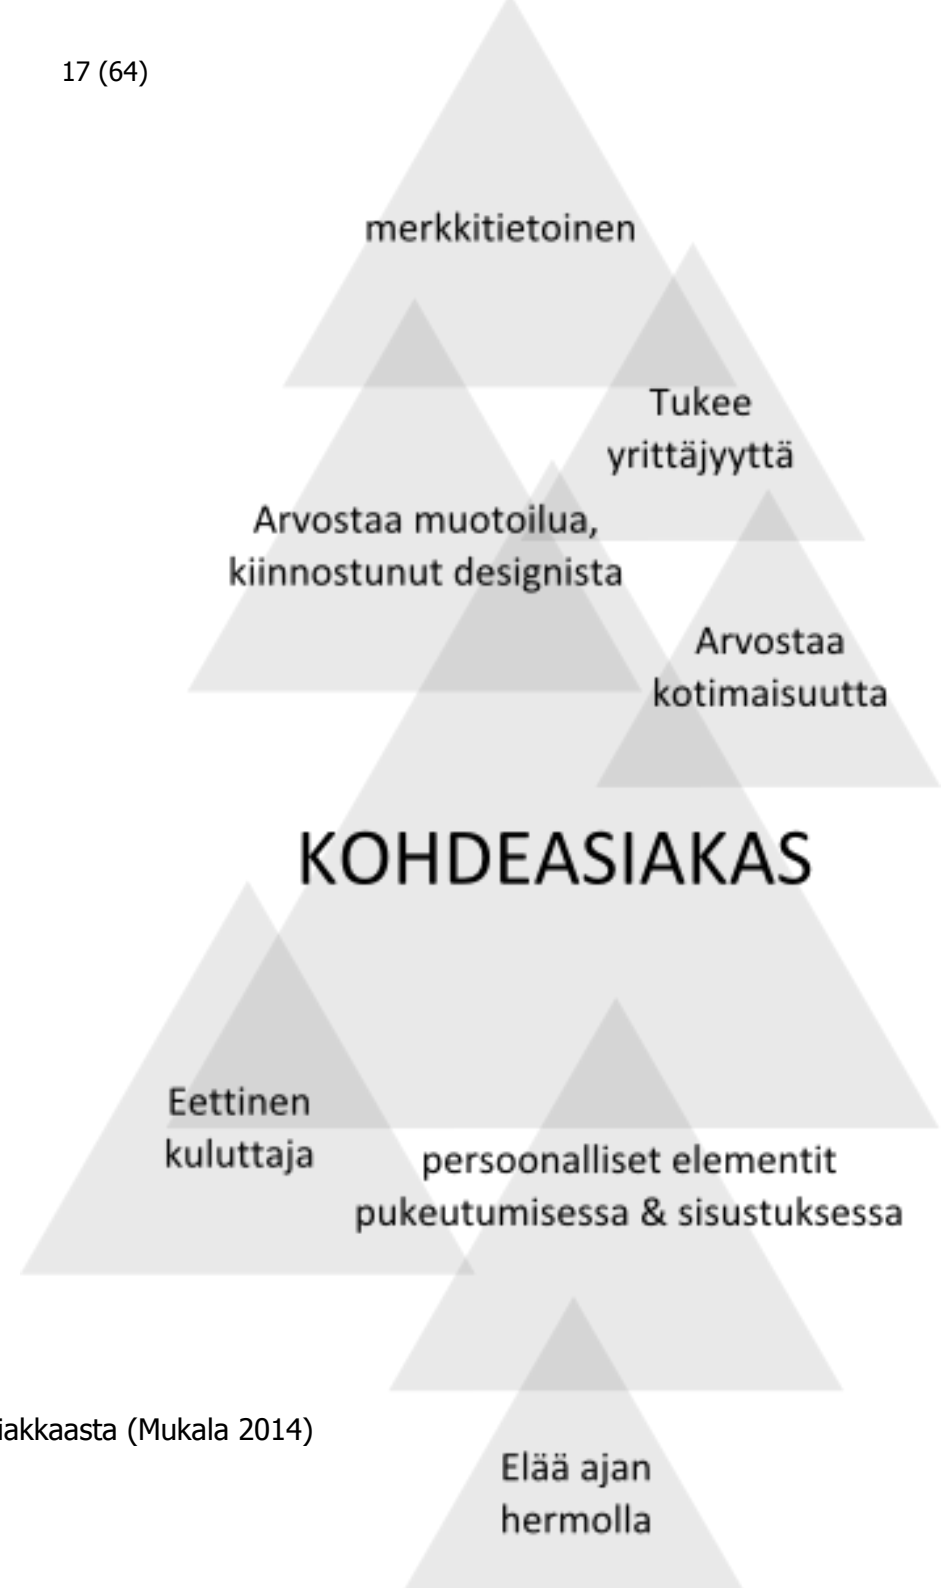 17 (64)
merkkitietoinen
Tukee
yrittäjyyttä
Arvostaa muotoilua,
kiinnostunut designista
Arvostaa
kotimaisuutta
KOHDEASIAKAS
Eettinen
kuluttaja
persoonalliset elementit
pukeutumisessa & sisustuksessa
iakkaasta (Mukala 2014)
Elää ajan
hermolla